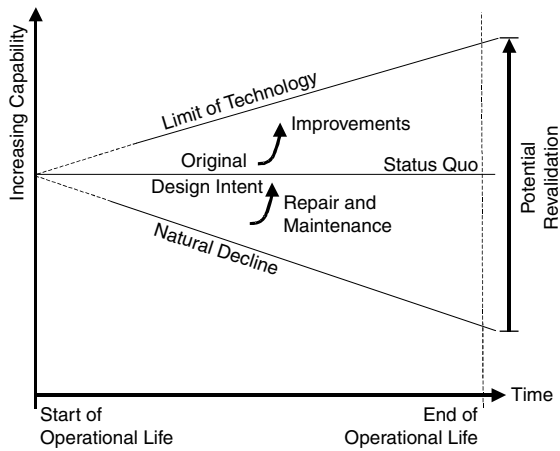 Increasing Capability
Limit of Technology
Improvements
Original
Design Intent
Status Quo
Repair and
Maintenance
Natural Decline
Potential
Revalidation
Time
Start of
Operational Life
End of
Operational Life